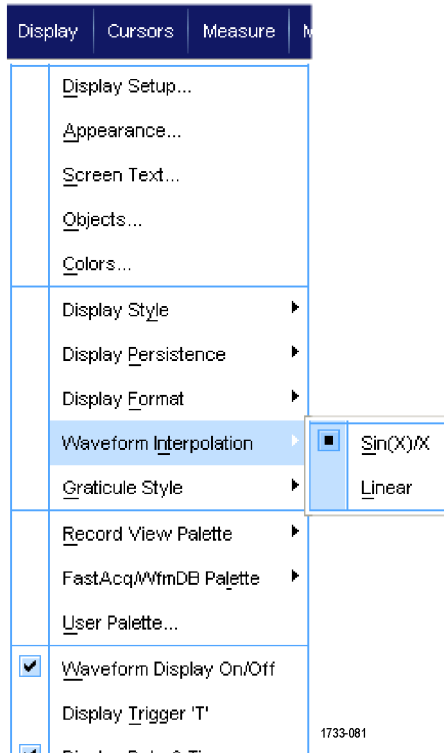 Display Cursors Measure
Display Setup...
Appearance...
Screen Text...
Objects...
Colors...
Display Style
Display Persistence
Display Format
Waveform Interpolation
Sin(X)/X
Graticule Style
Linear
Record View Palette
FastAcq/WfmDB Palette
User Palette...
Waveform Display On/Off
Display Trigger 'T'
1733-081